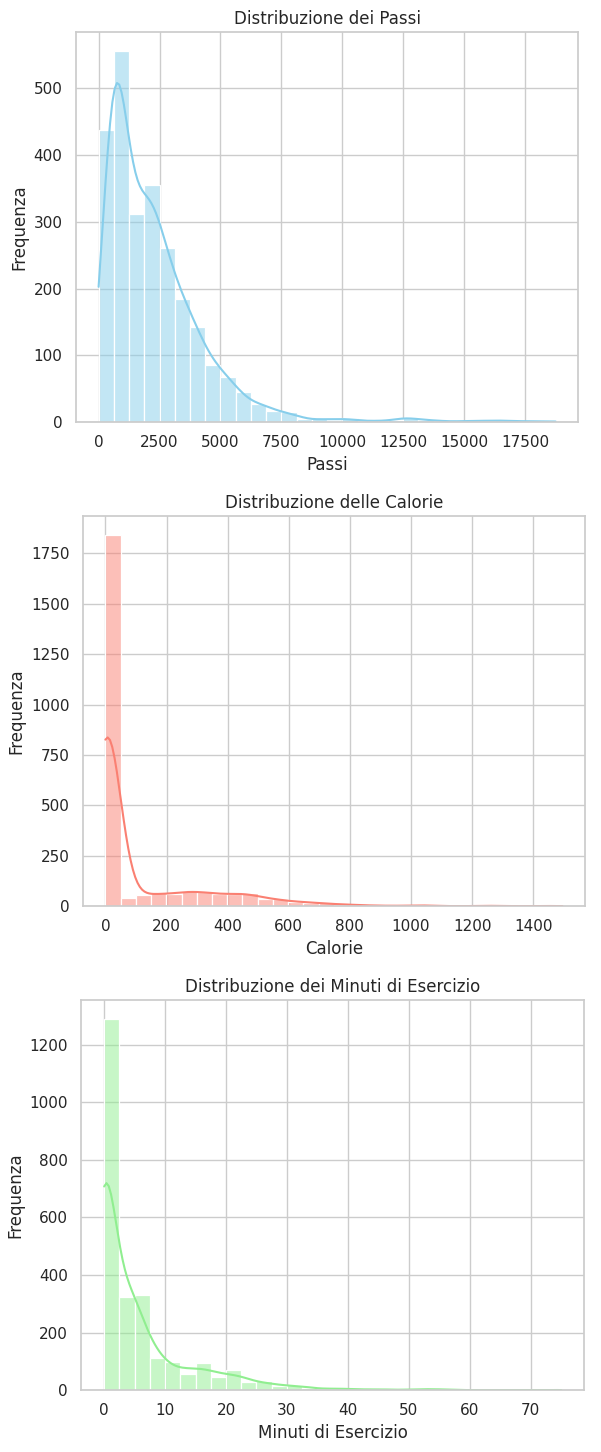 Distribuzione dei Passi
500
400
300
200
100
0
Frequenza
0 2500 5000 7500 10000 12500 15000 17500
Passi
Distribuzione delle Calorie
1750
1500
1250
1000
750
500
250
0
Frequenza
0 200 400 600 800 1000 1200 1400
Calorie
Distribuzione dei Minuti di Esercizio
1200
1000
800
600
400
200
0
Frequenza
0 10 20 30 40 50 60 70
Minuti di Esercizio